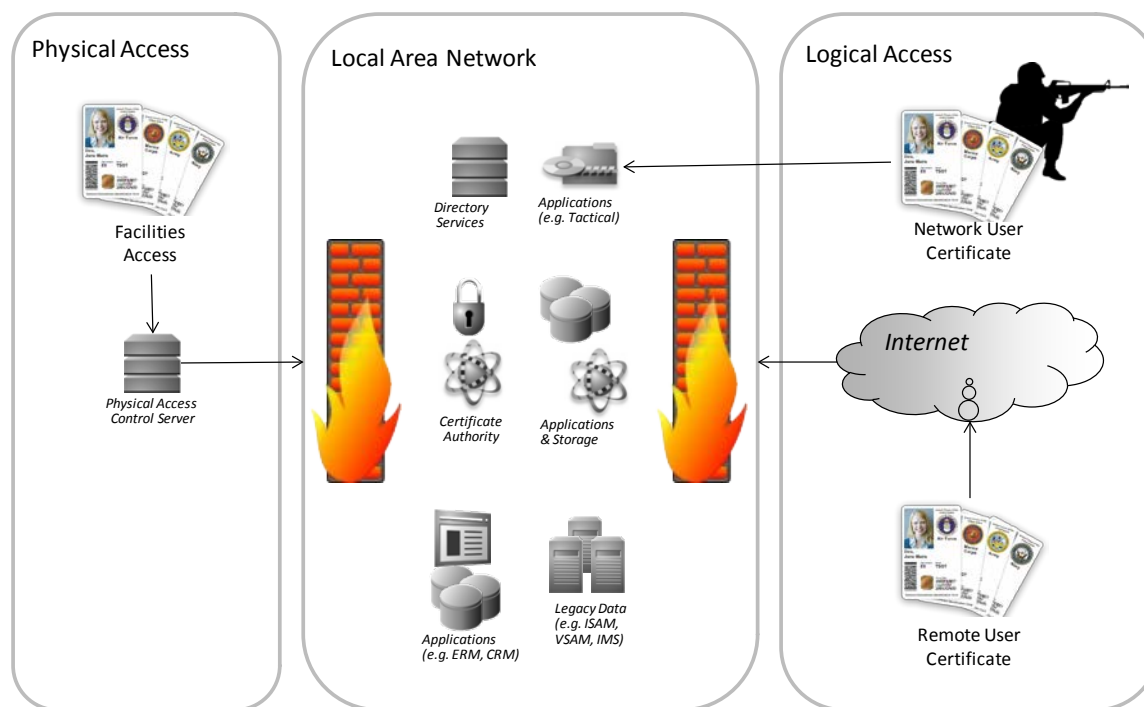 Physical Access
Facilities
Access
Physical Access
Control Server
Local Area Network
Directory
Services
Applications
(e.g. Tactical)
Certificate
Authority
Applications
& Storage
Applications
(e.g. ERM, CRM)
Legacy Data
(e.g. ISAM,
VSAM, IMS)
Logical Access
Network User
Certificate
Internet
Remote User
Certificate